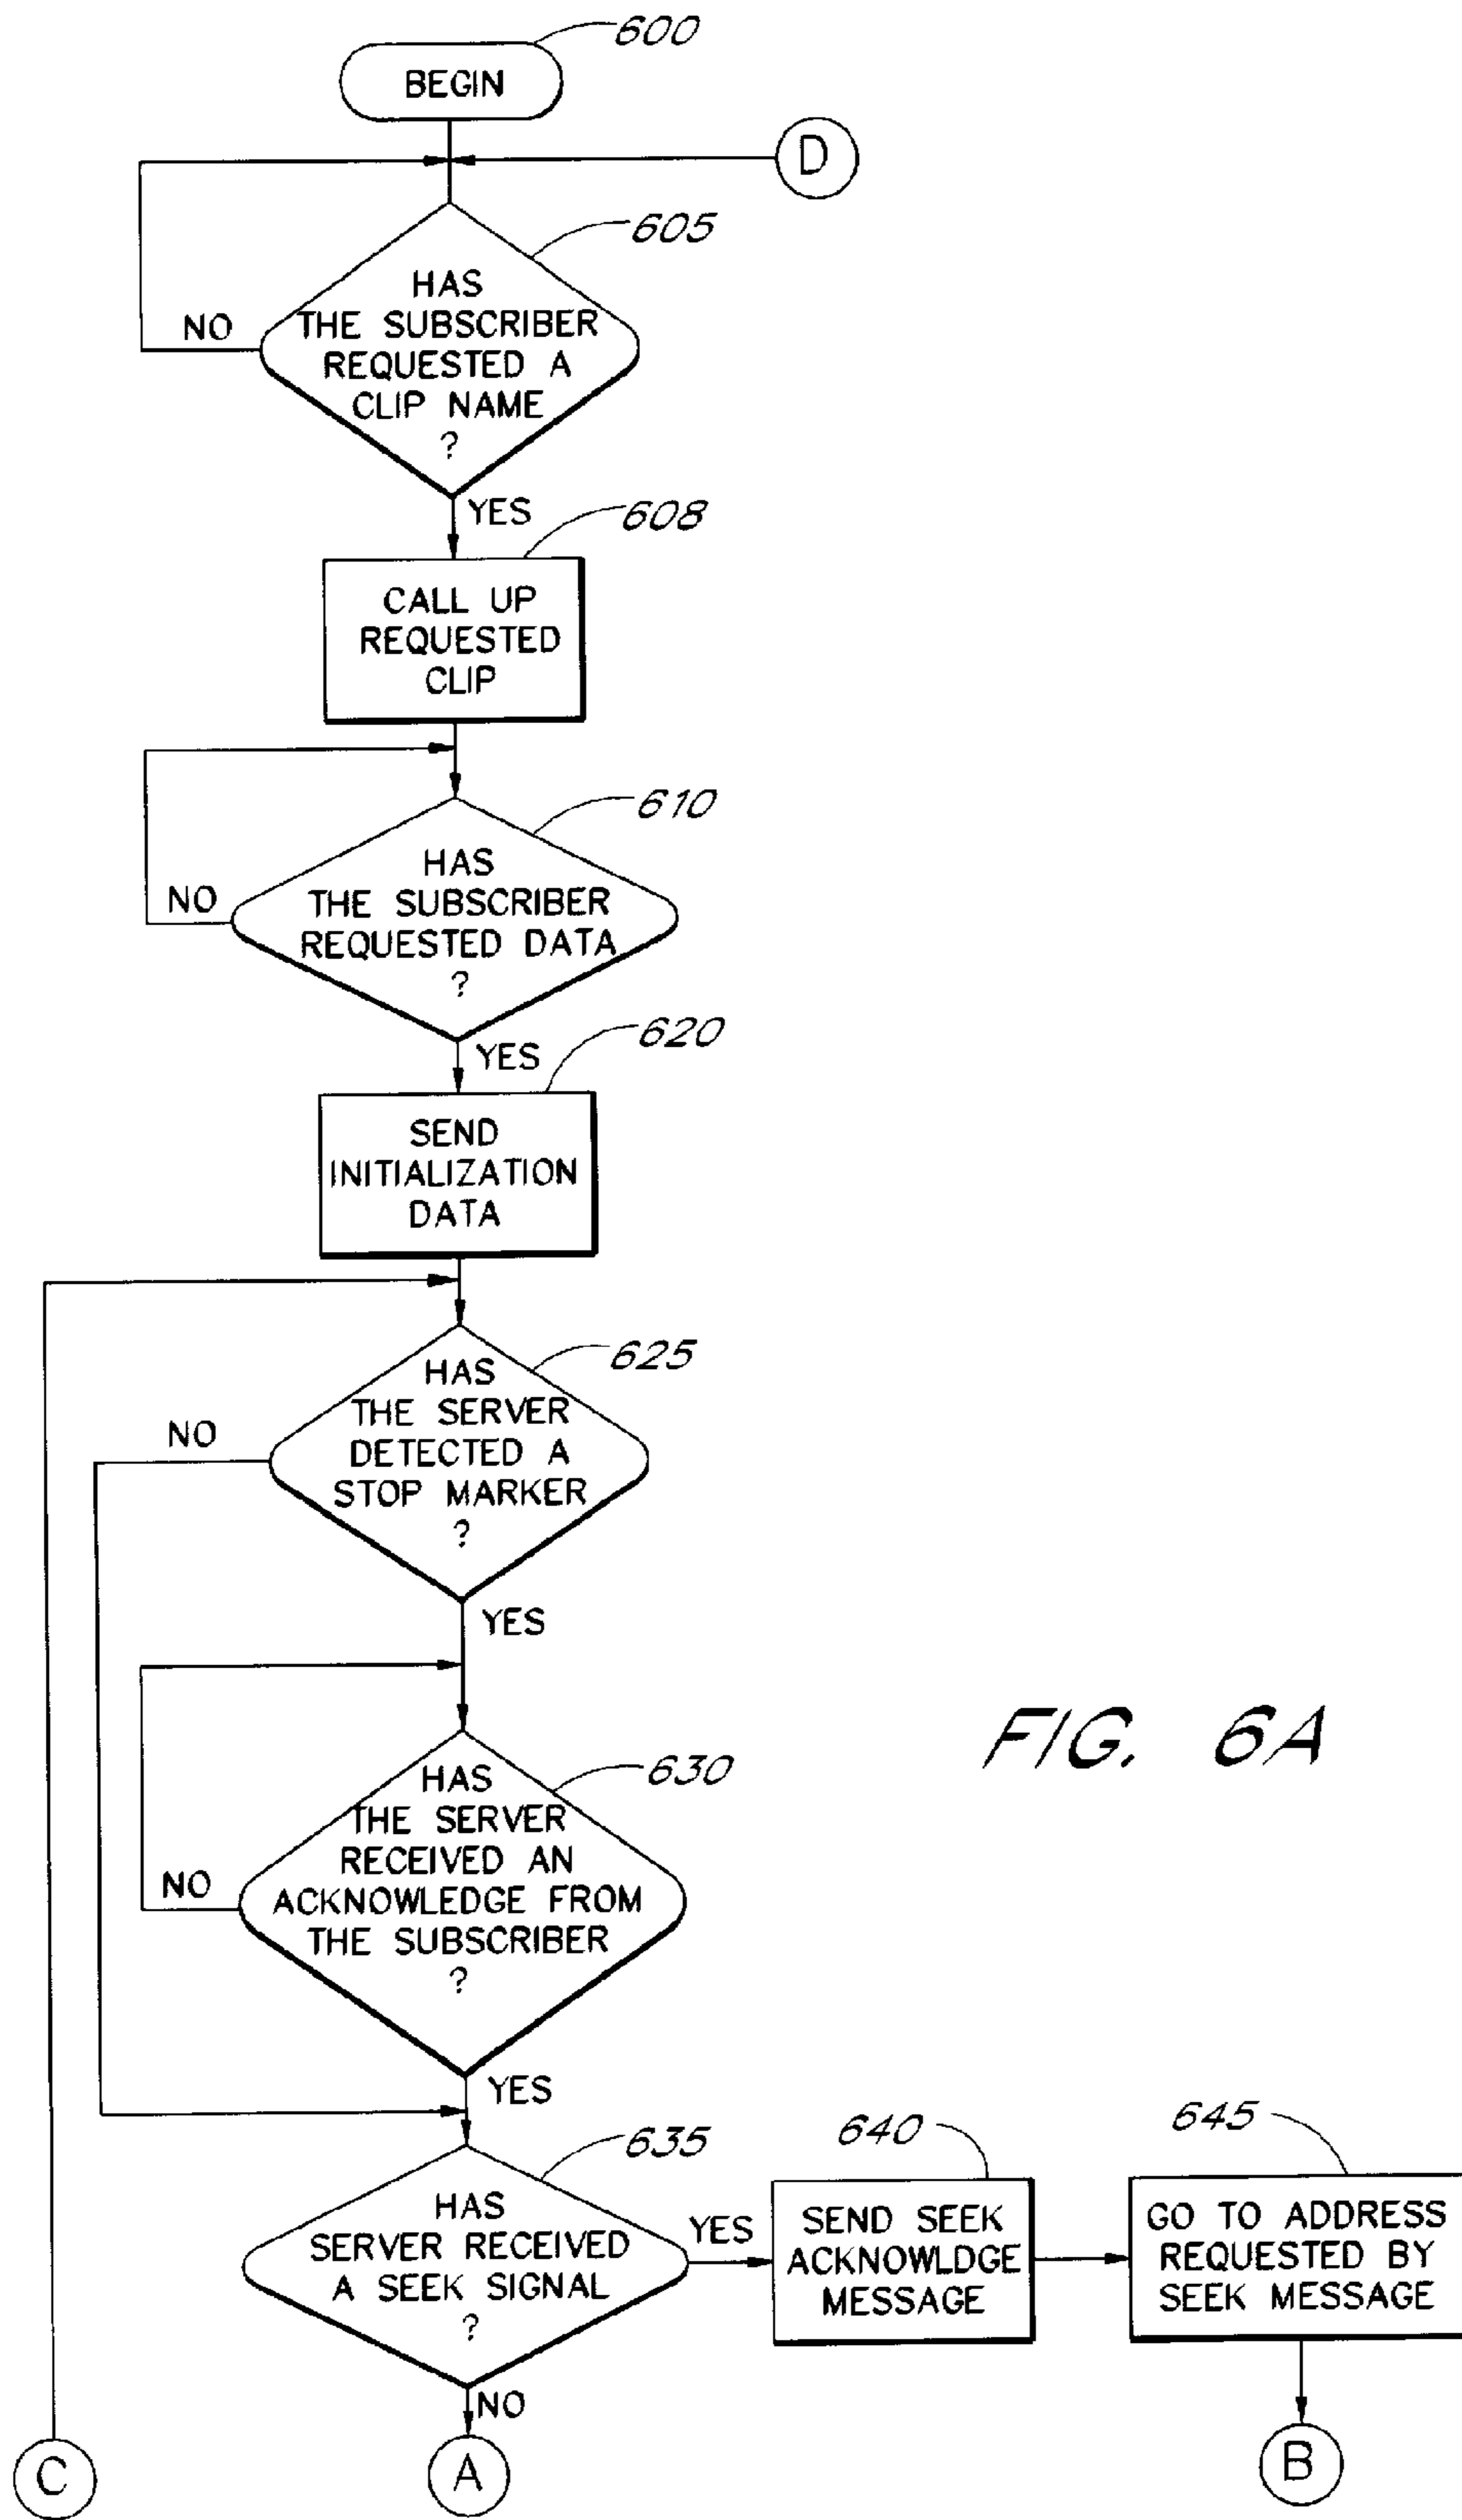 600
BEGIN
D
605
HAS
THE SUBSCRIBER
REQUESTED A
CLIP NAME
?
NO
YES
608
CALL UP
REQUESTED
CLIP
610
HAS
THE SUBSCRIBER
REQUESTED DATA
?
NO
YES
620
SEND
INITIALIZATION
DATA
625
HAS
THE SERVER
DETECTED A
STOP MARKER
?
NO
YES
630
HAS
THE SERVER
RECEIVED AN
ACKNOWLEDGE FROM
THE SUBSCRIBER
?
NO
YES
FIG. 6A
635
HAS
SERVER RECEIVED
A SEEK SIGNAL
?
YES
640
SEND SEEK
ACKNOWLDGE
MESSAGE
645
GO TO ADDRESS
REQUESTED BY
SEEK MESSAGE
NO
C
A
B